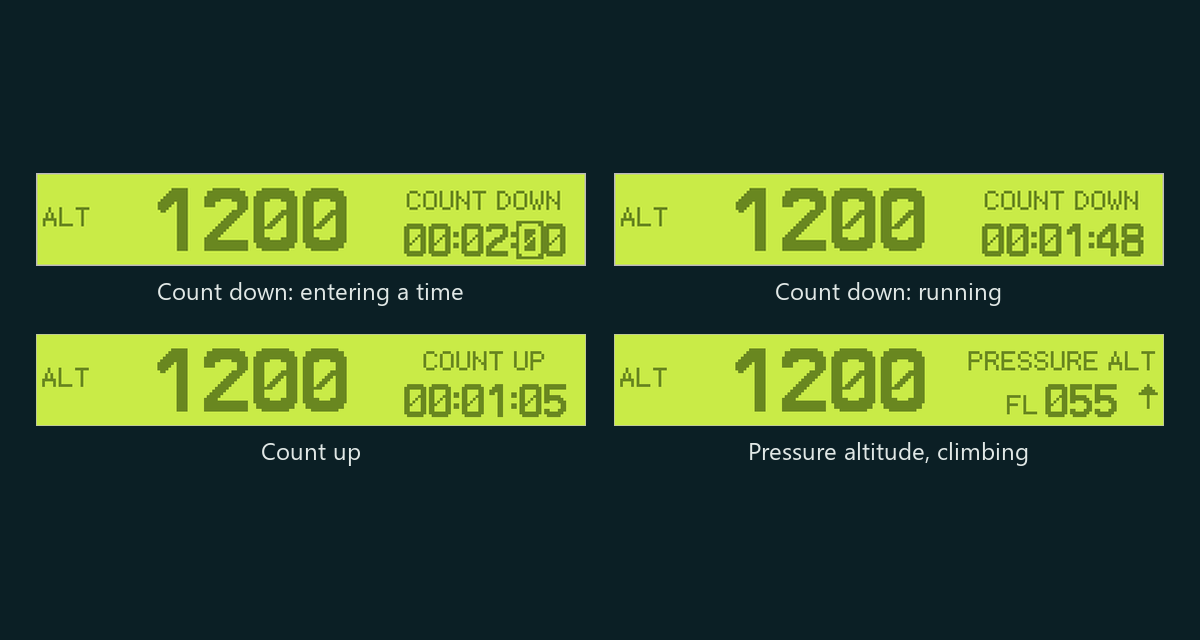 ALT 1200 COUNT DOWN
00:02:00
Count down: entering a time
ALT 1200 COUNT DOWN
00:01:48
Count down: running
ALT 1200 COUNT UP
00:01:05
Count up
ALT 1200 PRESSURE ALT
FL 055 ↑
Pressure altitude, climbing